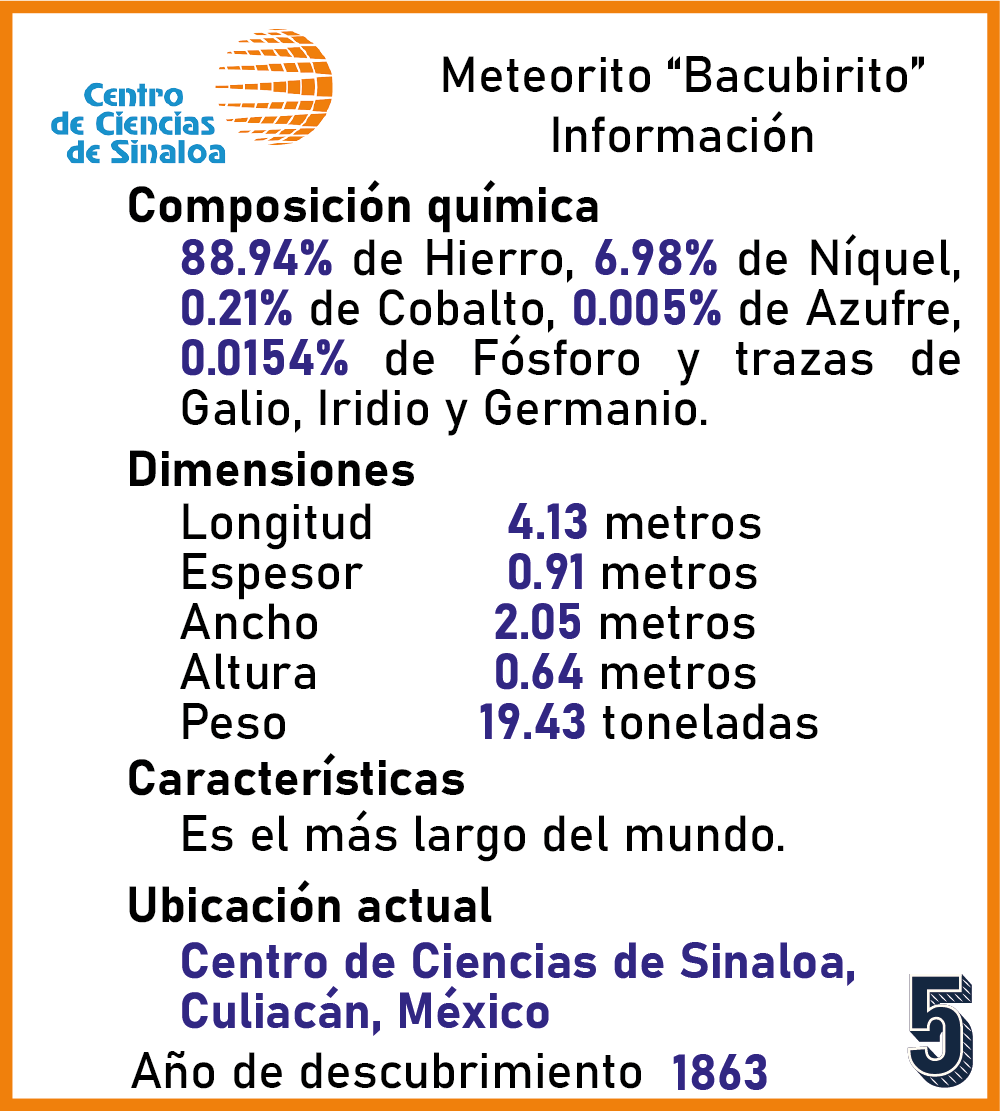 Centro
de Ciencias
de Sinaloa
Meteorito “Bacubirito”
Información
Composición química
88.94% de Hierro, 6.98% de Níquel,
0.21% de Cobalto, 0.005% de Azufre,
0.0154% de Fósforo y trazas de
Galio, Iridio y Germanio.
Dimensiones
Longitud 4.13 metros
Espesor 0.91 metros
Ancho 2.05 metros
Altura 0.64 metros
Peso 19.43 toneladas
Características
Es el más largo del mundo.
Ubicación actual
Centro de Ciencias de Sinaloa,
Culiacán, México
Año de descubrimiento 1863
5